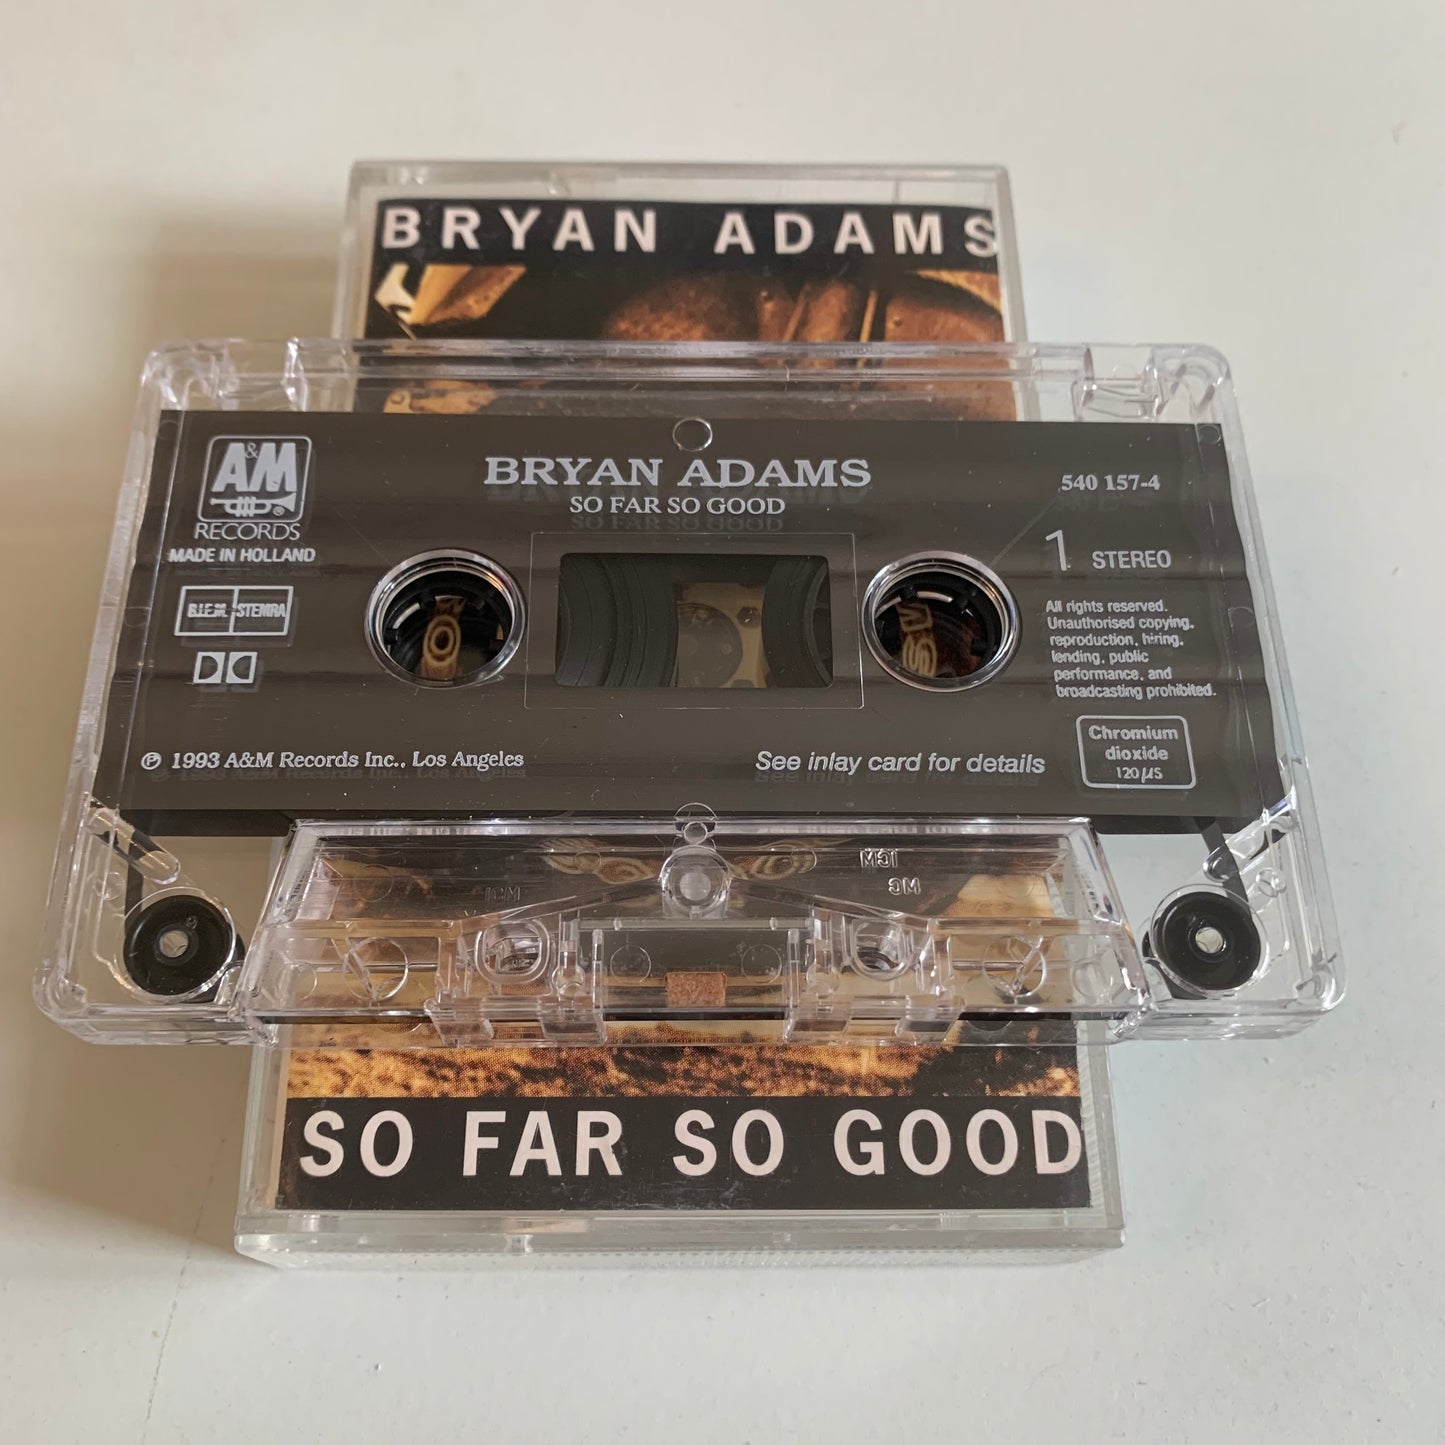 BRYAN ADAMS
A&M
RECORDS
MADE IN HOLLAND
B.I.E.M. STEMRA
BRYAN ADAMS
SO FAR SO GOOD
540 157-4
1 STEREO
All rights reserved.
Unauthorised copying,
reproduction, hiring,
lending, public
performance, and
broadcasting prohibited.
℗ 1993 A&M Records Inc., Los Angeles
See inlay card for details
Chromium
dioxide
120 µS
SO FAR SO GOOD